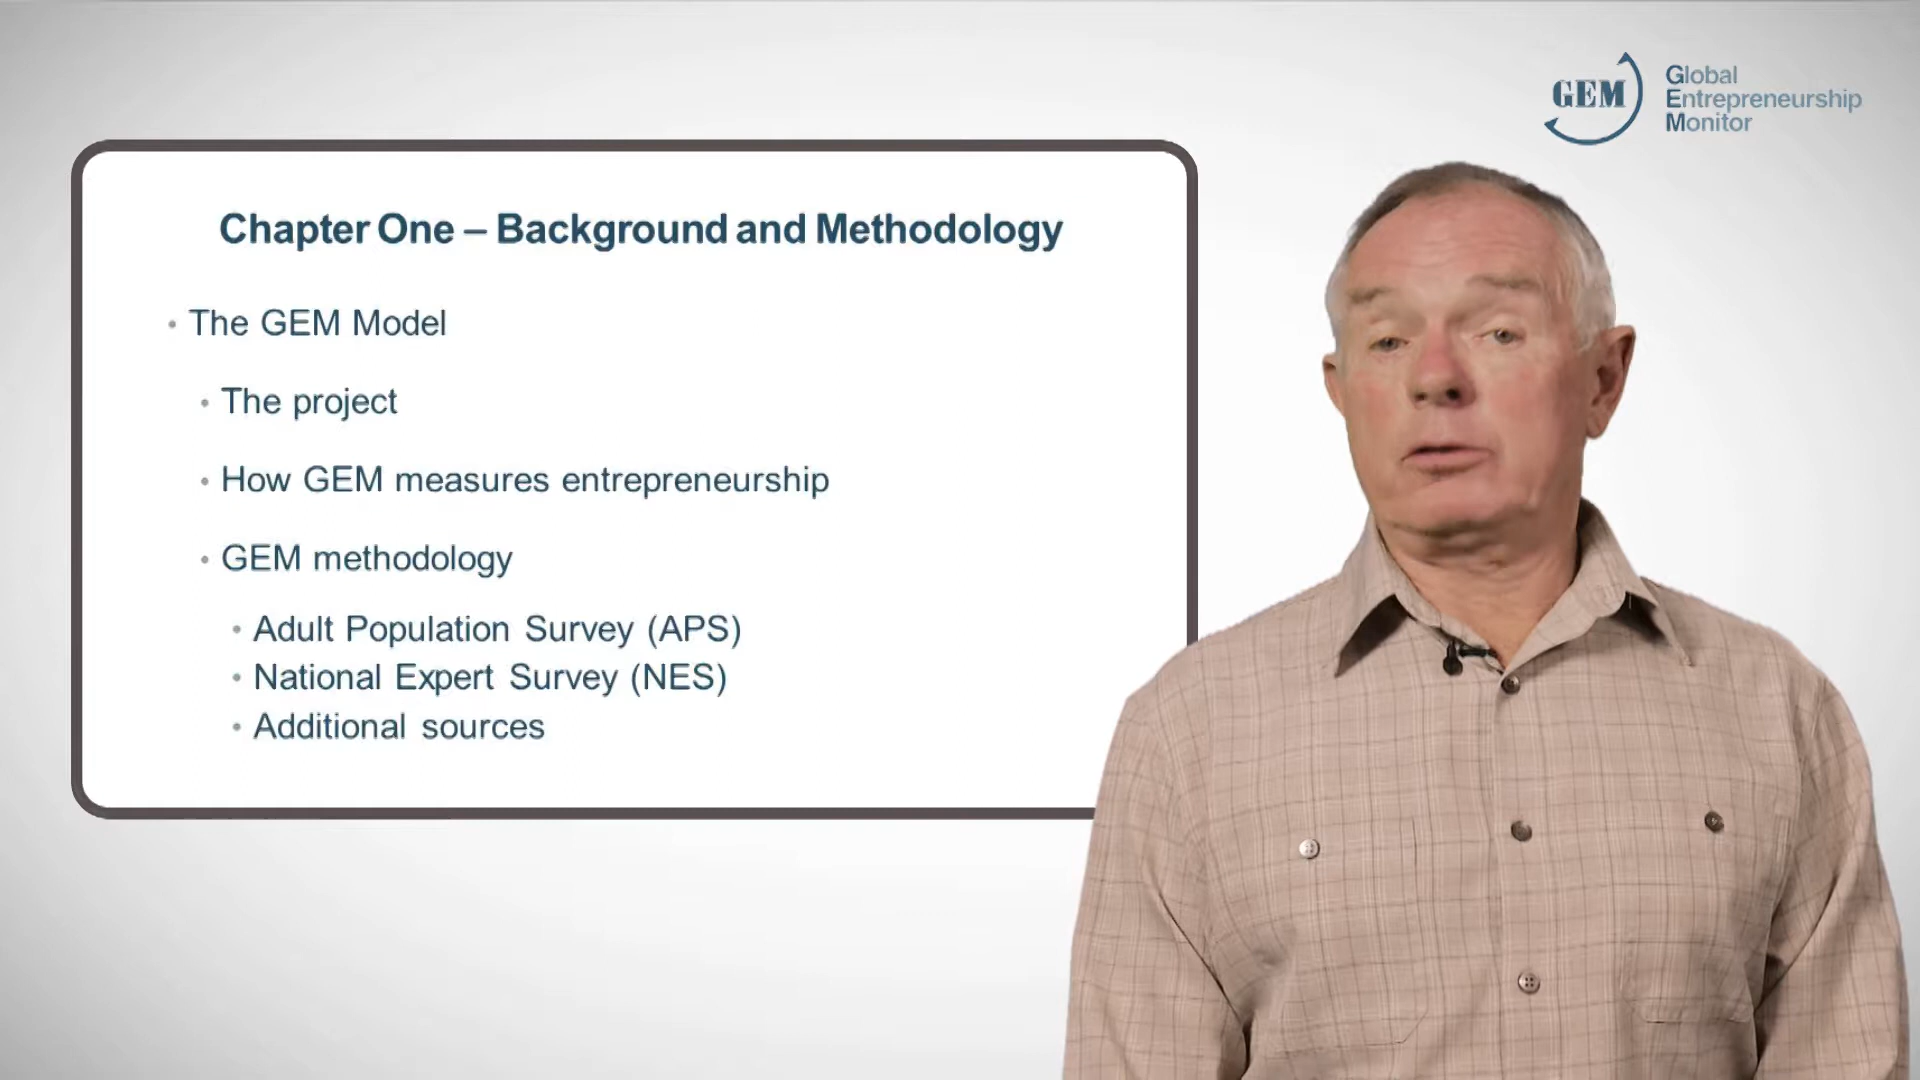 GEM
Global
Entrepreneurship
Monitor
Chapter One – Background and Methodology
• The GEM Model
• The project
• How GEM measures entrepreneurship
• GEM methodology
• Adult Population Survey (APS)
• National Expert Survey (NES)
• Additional sources